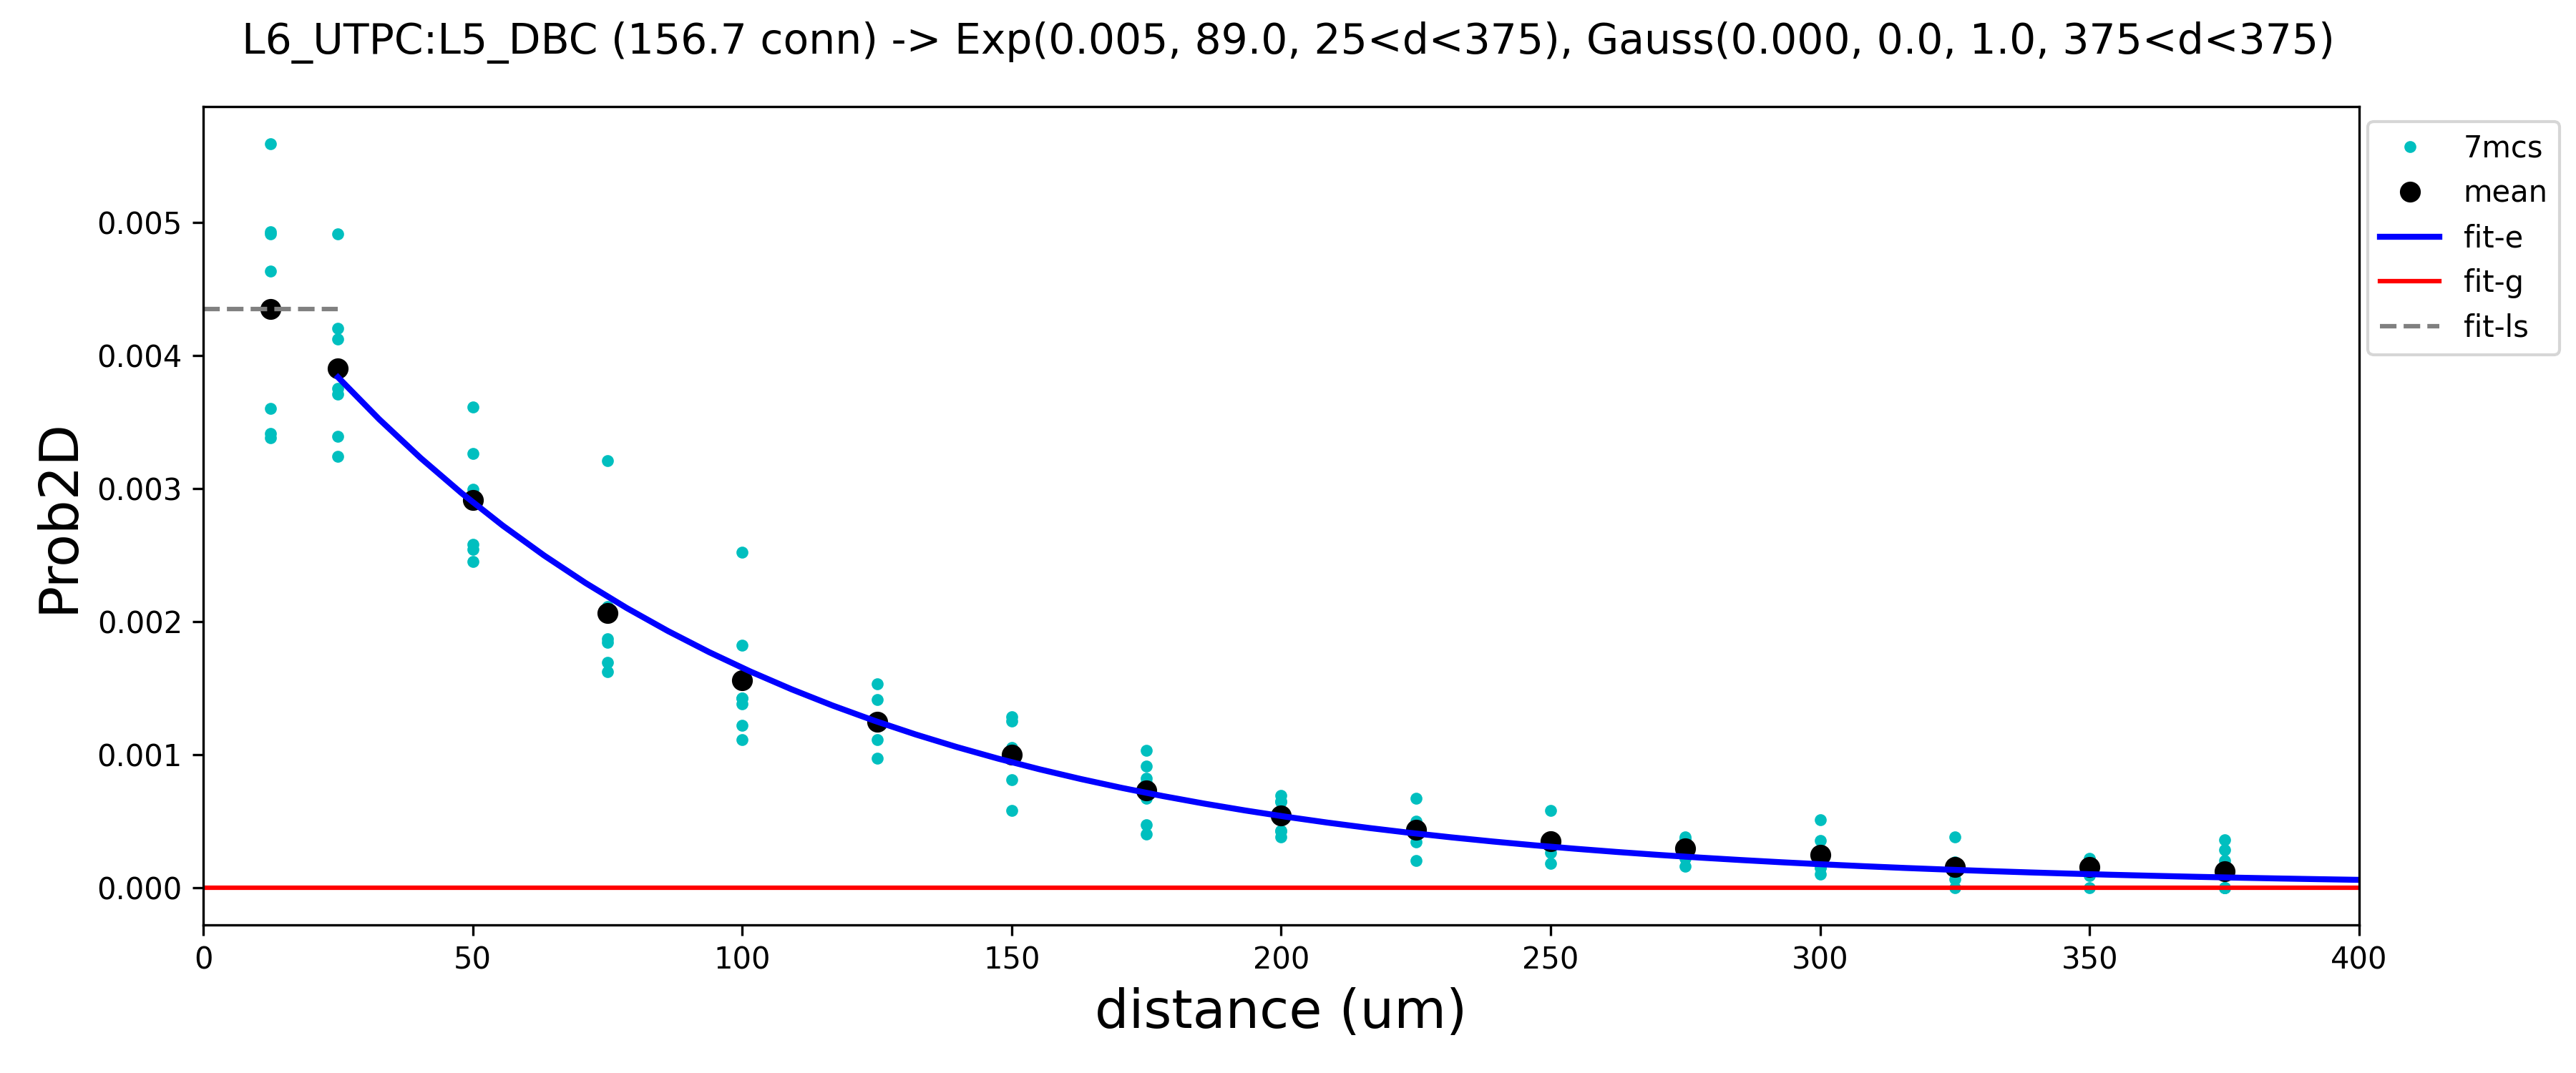 L6_UTPC:L5_DBC (156.7 conn) -> Exp(0.005, 89.0, 25<d<375), Gauss(0.000, 0.0, 1.0, 375<d<375)
7mcs
mean
fit-e
fit-g
fit-ls
Prob2D
0.005
0.004
0.003
0.002
0.001
0.000
0 50 100 150 200 250 300 350 400
distance (um)